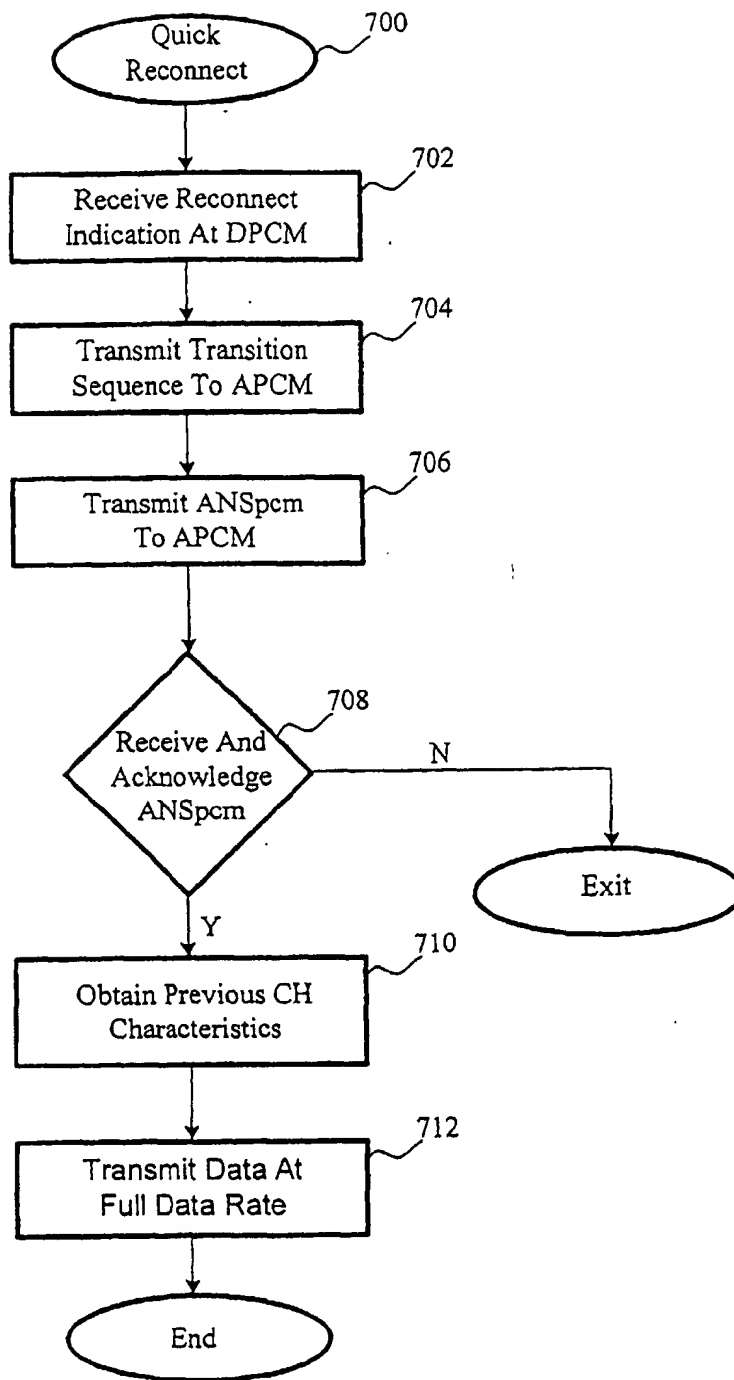 Quick
Reconnect
700
702
Receive Reconnect
Indication At DPCM
704
Transmit Transition
Sequence To APCM
706
Transmit ANSpcm
To APCM
708
Receive And
Acknowledge
ANSpcm
N
Exit
Y
710
Obtain Previous CH
Characteristics
712
Transmit Data At
Full Data Rate
End